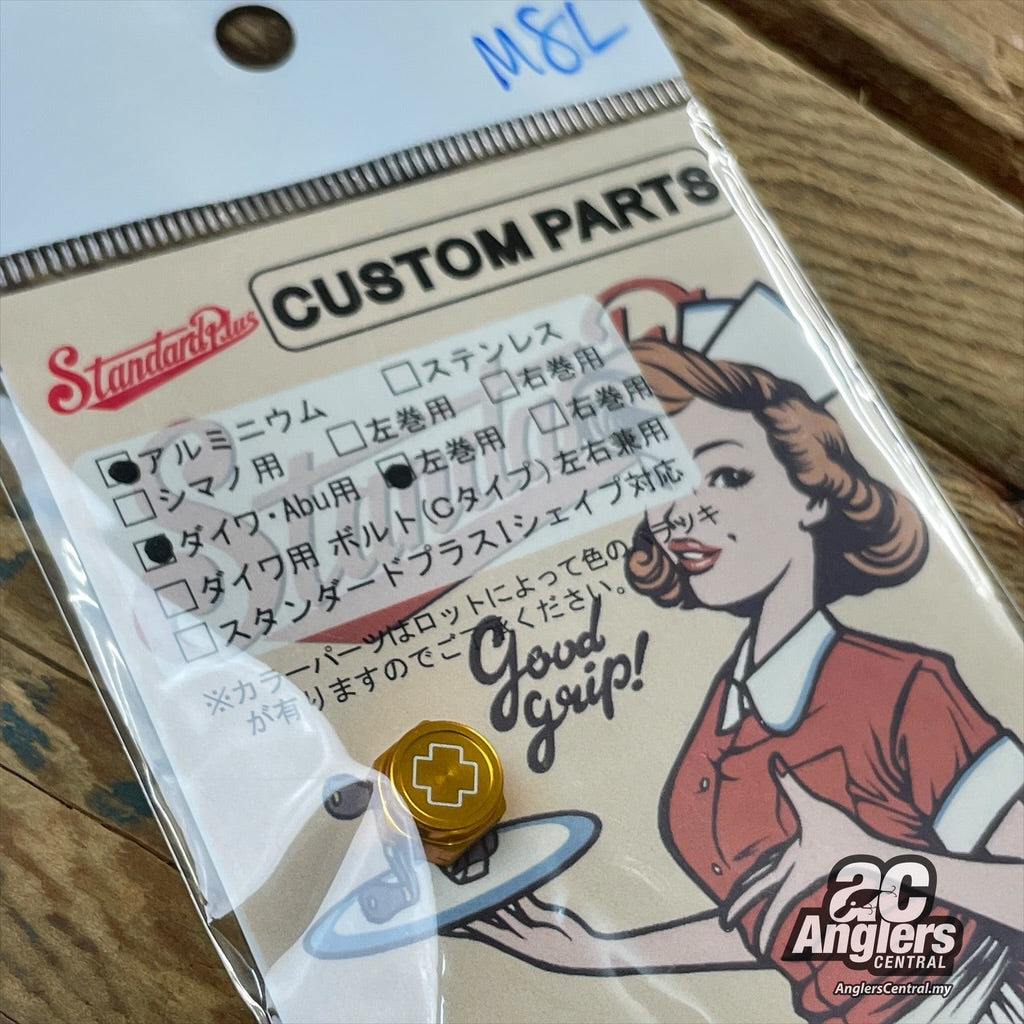 M8L
CUSTOM PARTS
StandardPlus
アルミニウム □ステンレス
□シマノ用 □左巻用 □右巻用
ダイワ・Abu用 左巻用 □右巻用
□ダイワ用 ボルト(Cタイプ)左右兼用
□スタンダードプラスIシェイプ対応
※カラーパーツはロットによって色の
が有りますのでご
ください。
Good
grip!
AC
Anglers
CENTRAL
AnglersCentral.my